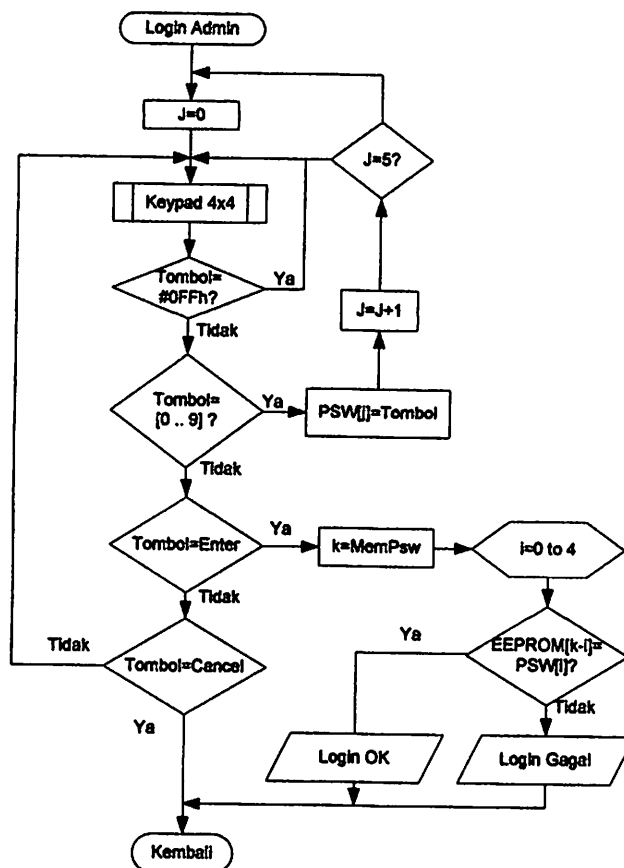 Login Admin
J=0
J=5?
Keypad 4x4
Tombol=
#0FFh?
Ya
Tidak
J=J+1
Tombol=
[0 .. 9] ?
Ya
PSW[j]=Tombol
Tidak
Tombol=Enter
Ya
k=MemPsw
i=0 to 4
Tidak
Tombol=Cancel
Tidak
Ya
EEPROM[k-i]=
PSW[i]?
Ya
Tidak
Login OK
Login Gagal
Kembali